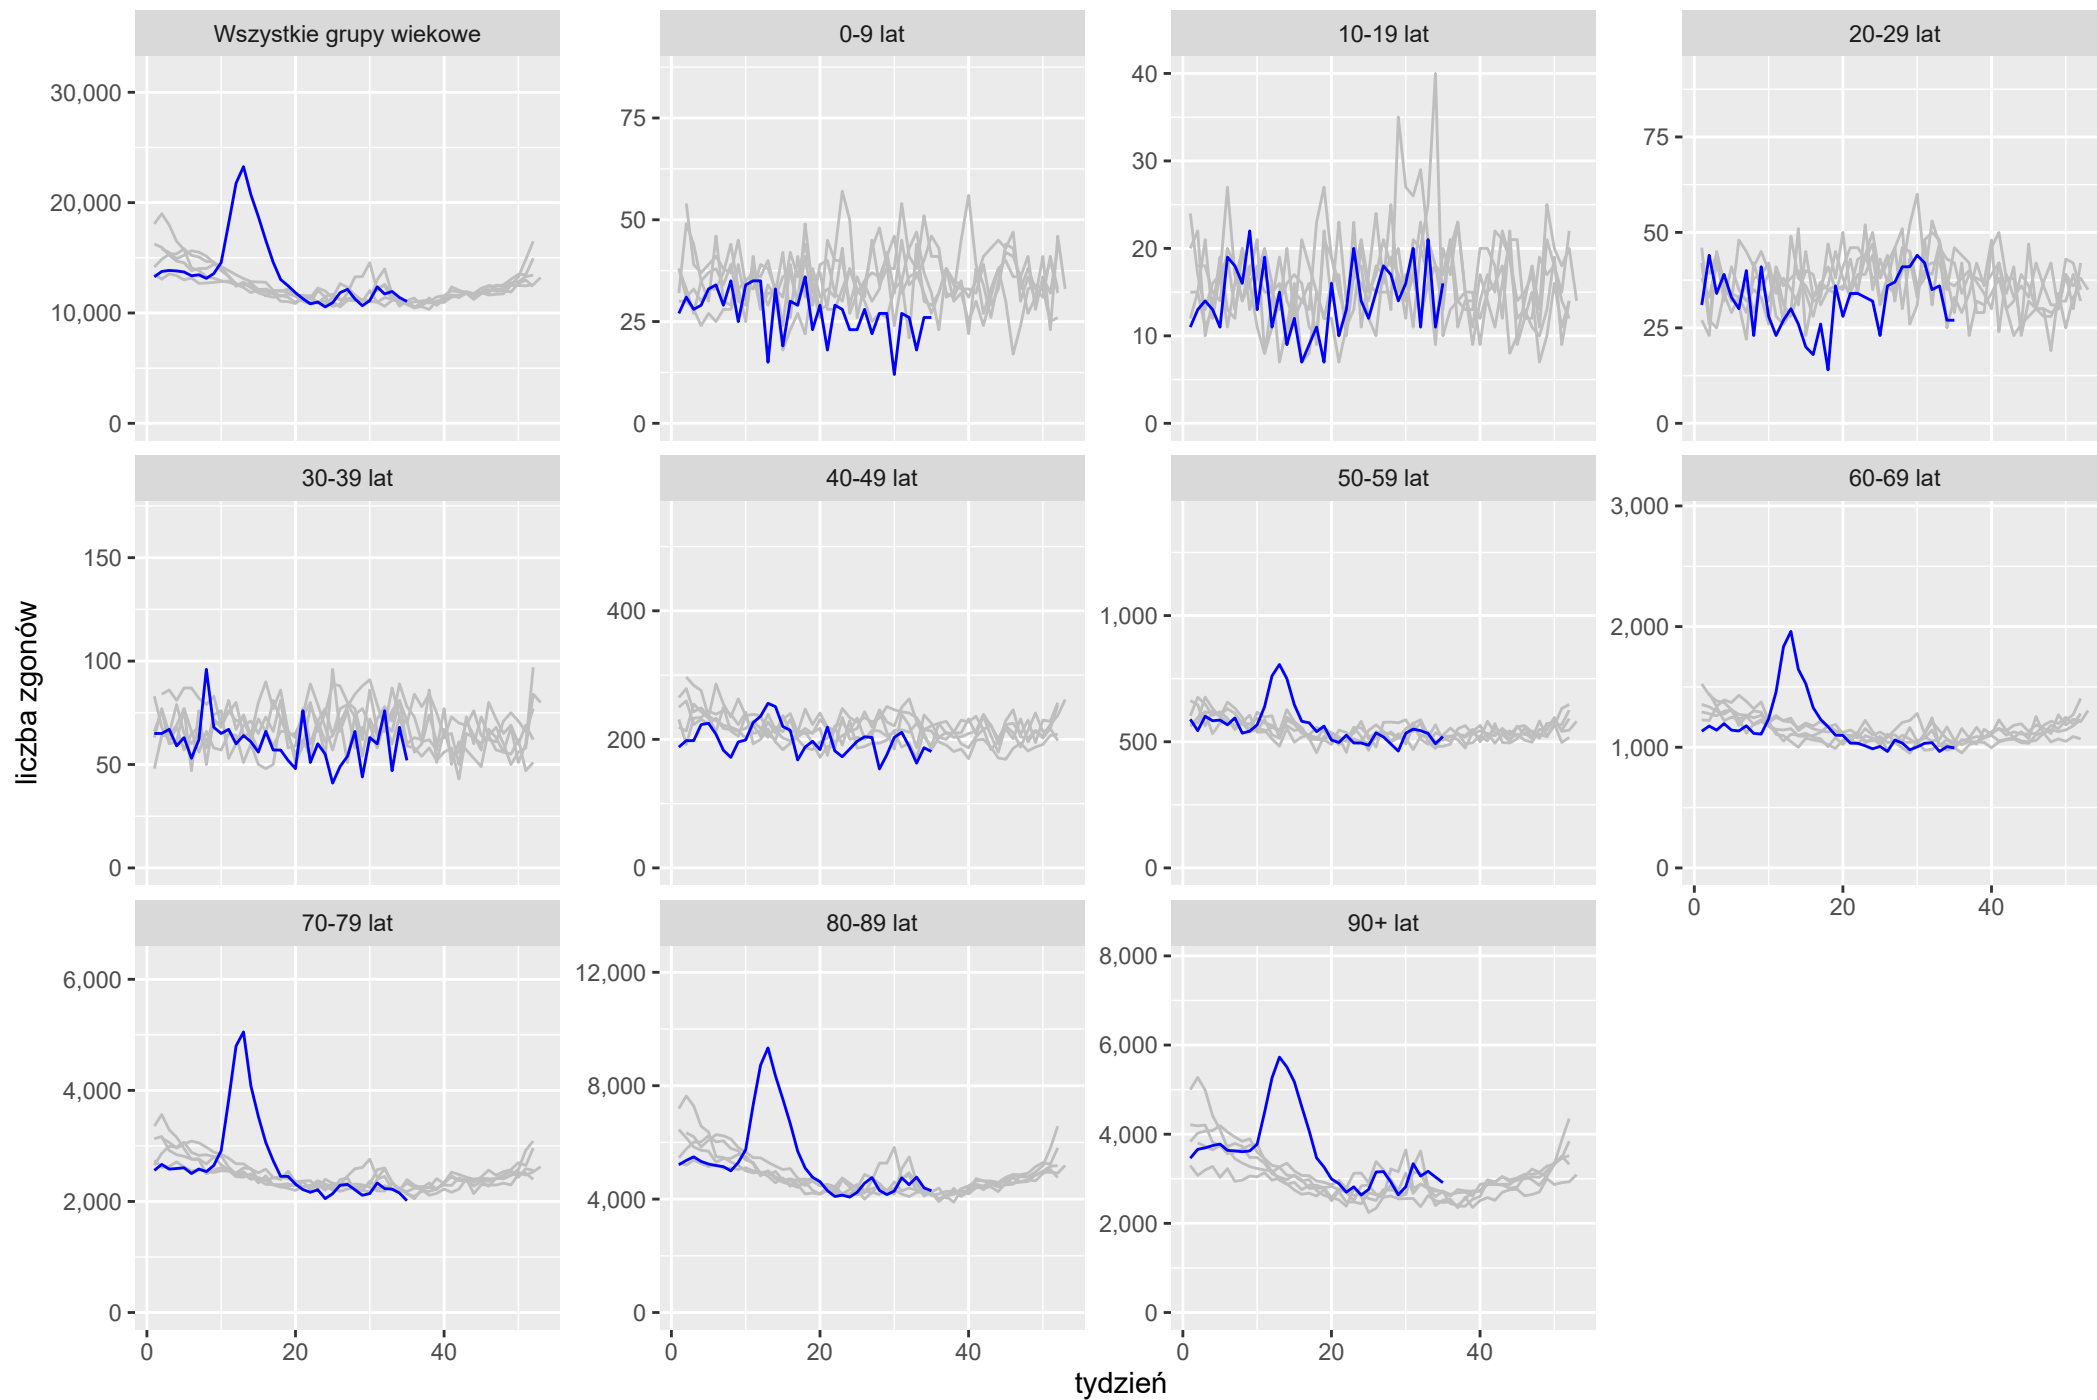 Wszystkie grupy wiekowe
0-9 lat
10-19 lat
20-29 lat
30,000
20,000
10,000
0
75
50
25
0
40
30
20
10
0
75
50
25
0
30-39 lat
40-49 lat
50-59 lat
60-69 lat
150
100
50
0
400
200
0
1,000
500
0
3,000
2,000
1,000
0
0 20 40
70-79 lat
80-89 lat
90+ lat
6,000
4,000
2,000
0
12,000
8,000
4,000
0
8,000
6,000
4,000
2,000
0
0 20 40
0 20 40
0 20 40
tydzień
liczba zgonów